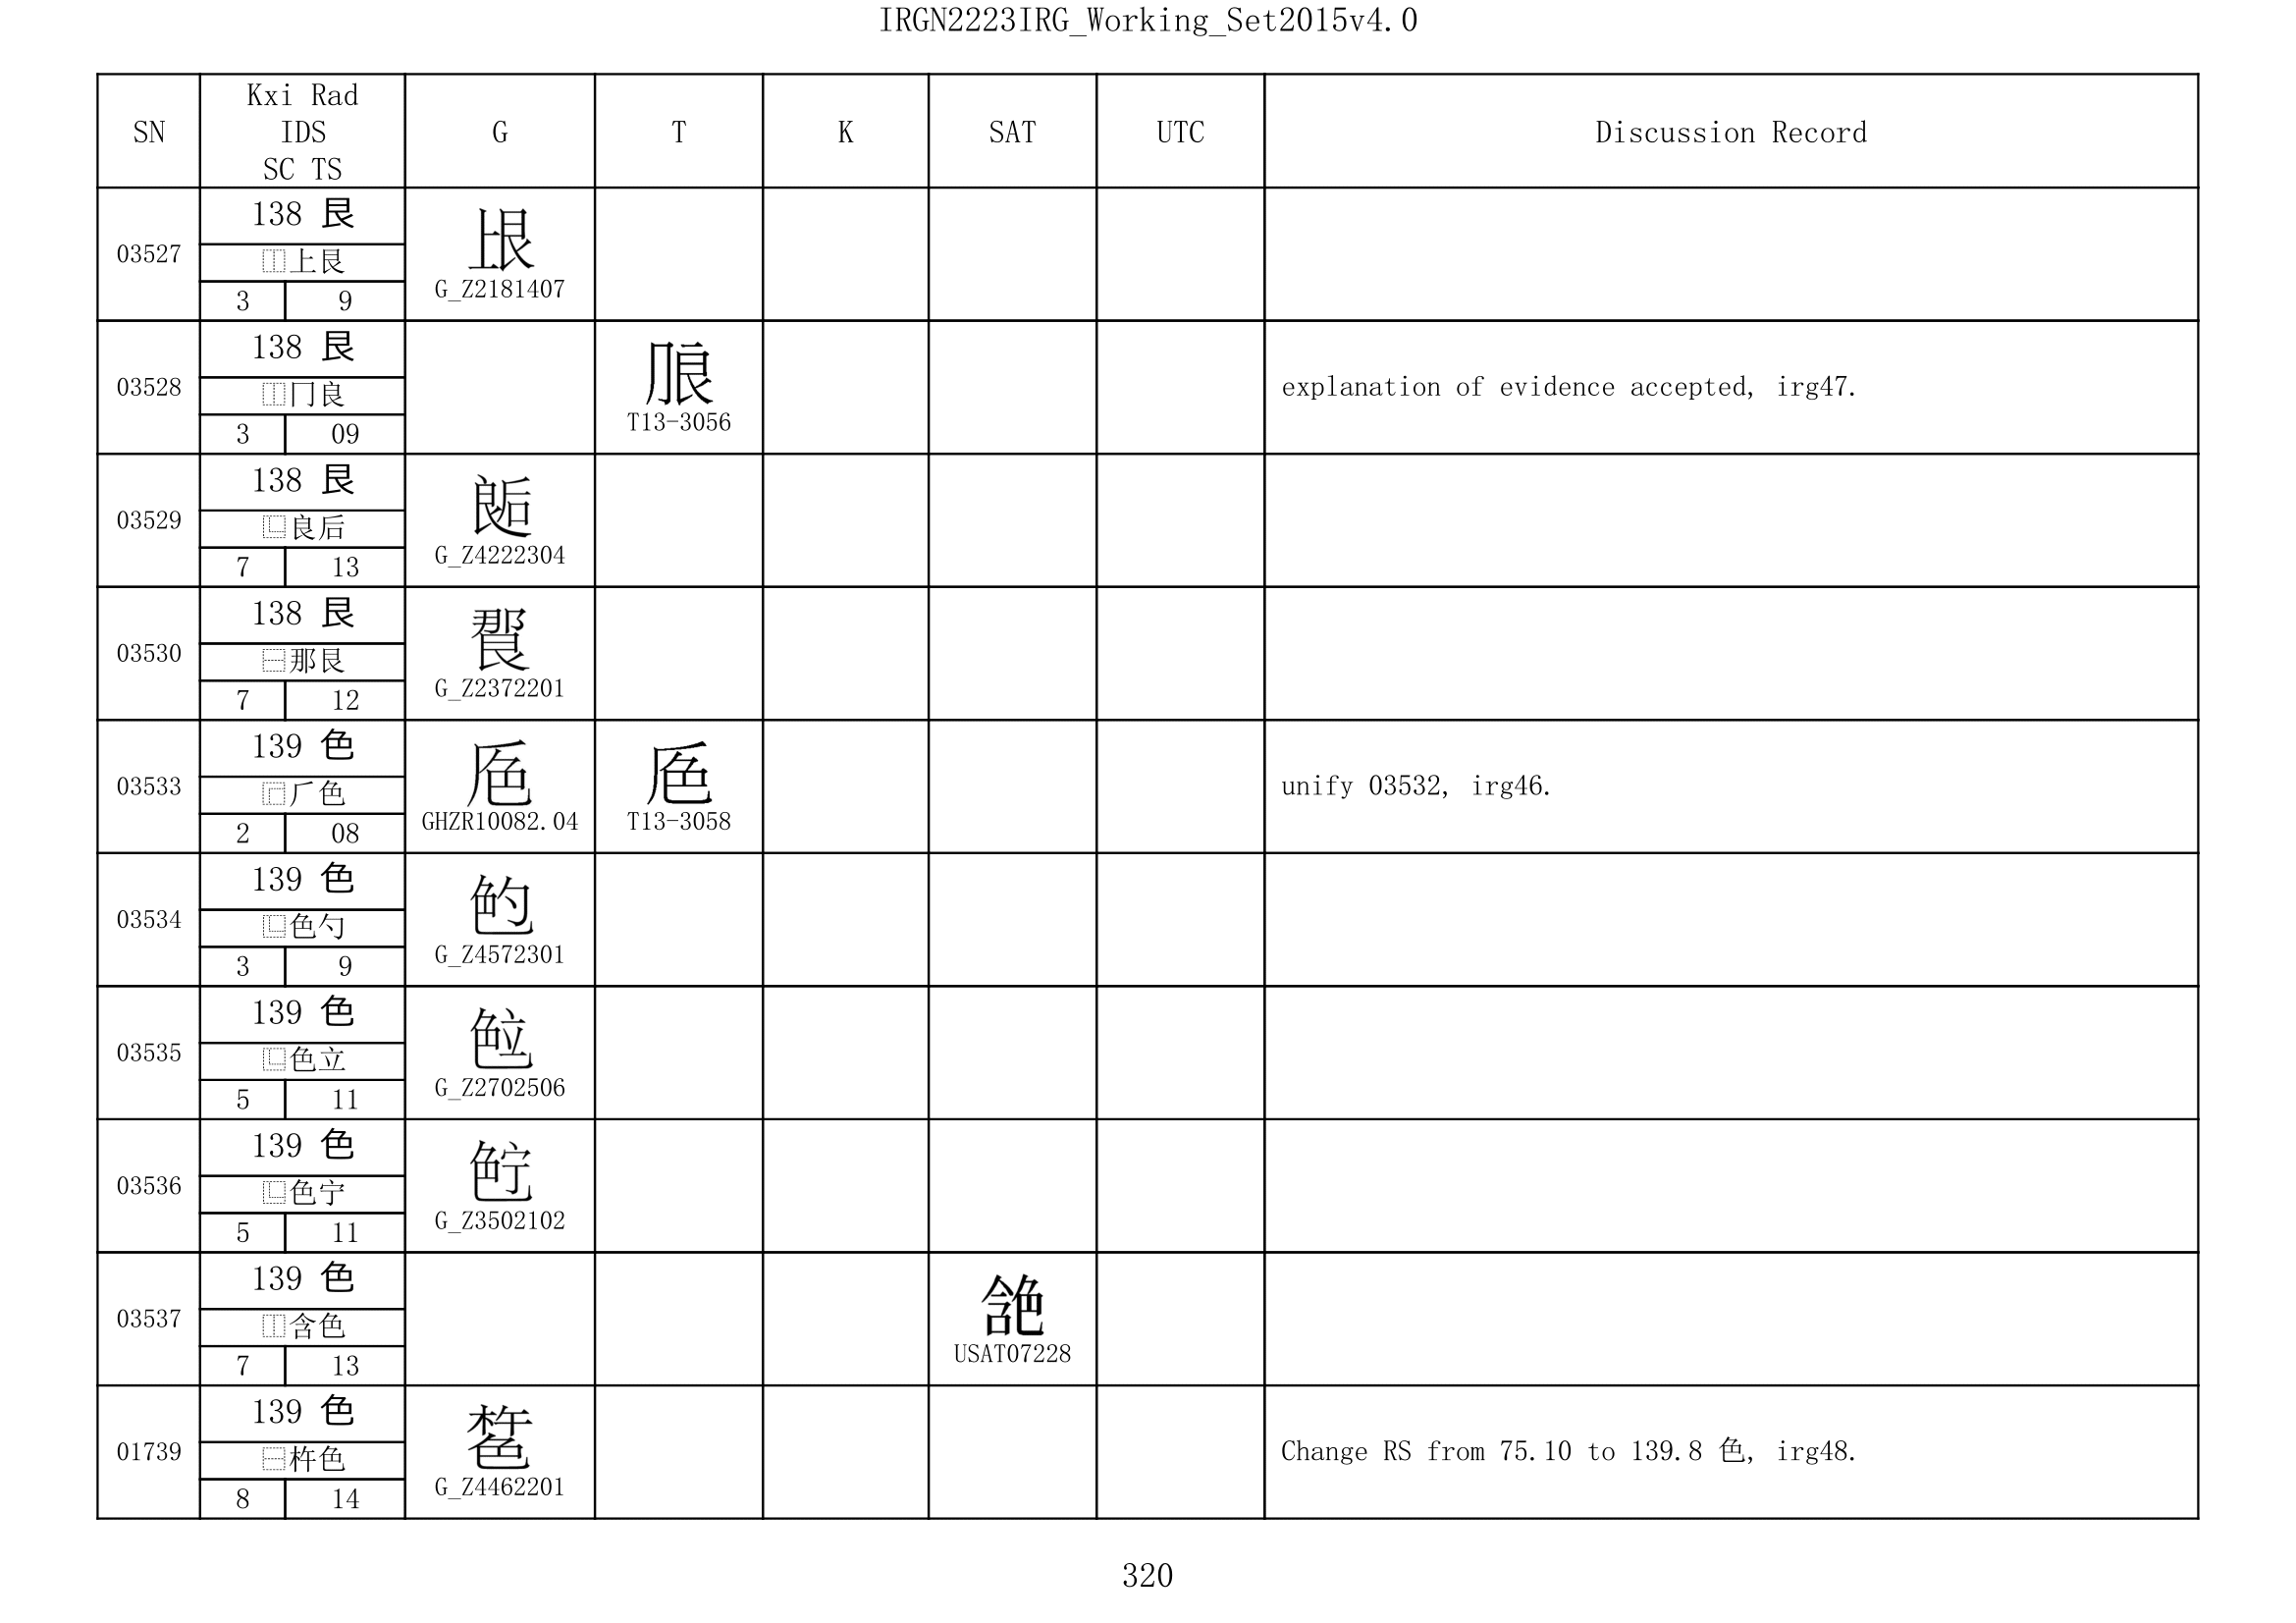 IRGN2223IRG_Working_Set2015v4.0
SN Kxi Rad IDS SC TS G T K SAT UTC Discussion Record
03527 138 艮
⿰上艮
3 9
G_Z2181407
03528 138 艮
⿰冂良
3 09
T13-3056
explanation of evidence accepted, irg47.
03529 138 艮
⿺良后
7 13
G_Z4222304
03530 138 艮
⿱那艮
7 12
G_Z2372201
03533 139 色
⿸𠂆色
2 08
GHZR10082.04 T13-3058
unify 03532, irg46.
03534 139 色
⿺色勺
3 9
G_Z4572301
03535 139 色
⿺色立
5 11
G_Z2702506
03536 139 色
⿺色宁
5 11
G_Z3502102
03537 139 色
⿰含色
7 13
USAT07228
01739 139 色
⿱杵色
8 14
G_Z4462201
Change RS from 75.10 to 139.8 色, irg48.
320